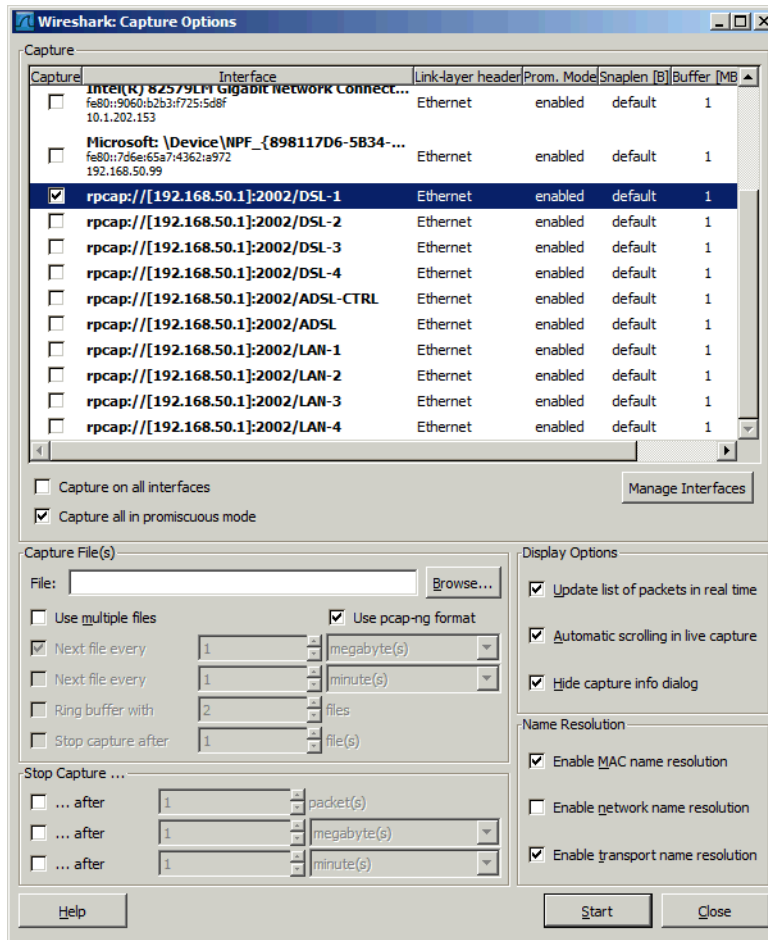 Wireshark: Capture Options
Capture
Capture Interface Link-layer header Prom. Mode Snaplen [B] Buffer [MB
Intel(R) 82579LM Gigabit Network Connect...
fe80::9060:b2b3:f725:5d8f Ethernet enabled default 1
10.1.202.153
Microsoft: \Device\NPF_{898117D6-5B34-...
fe80::7d6e:65a7:4362:a972 Ethernet enabled default 1
192.168.50.99
rpcap://[192.168.50.1]:2002/DSL-1 Ethernet enabled default 1
rpcap://[192.168.50.1]:2002/DSL-2 Ethernet enabled default 1
rpcap://[192.168.50.1]:2002/DSL-3 Ethernet enabled default 1
rpcap://[192.168.50.1]:2002/DSL-4 Ethernet enabled default 1
rpcap://[192.168.50.1]:2002/ADSL-CTRL Ethernet enabled default 1
rpcap://[192.168.50.1]:2002/ADSL Ethernet enabled default 1
rpcap://[192.168.50.1]:2002/LAN-1 Ethernet enabled default 1
rpcap://[192.168.50.1]:2002/LAN-2 Ethernet enabled default 1
rpcap://[192.168.50.1]:2002/LAN-3 Ethernet enabled default 1
rpcap://[192.168.50.1]:2002/LAN-4 Ethernet enabled default 1
Capture on all interfaces
Manage Interfaces
Capture all in promiscuous mode
Capture File(s)
File: Browse...
Use multiple files Use pcap-ng format
Next file every 1 megabyte(s)
Next file every 1 minute(s)
Ring buffer with 2 files
Stop capture after 1 file(s)
Stop Capture ...
... after 1 packet(s)
... after 1 megabyte(s)
... after 1 minute(s)
Display Options
Update list of packets in real time
Automatic scrolling in live capture
Hide capture info dialog
Name Resolution
Enable MAC name resolution
Enable network name resolution
Enable transport name resolution
Help Start Close